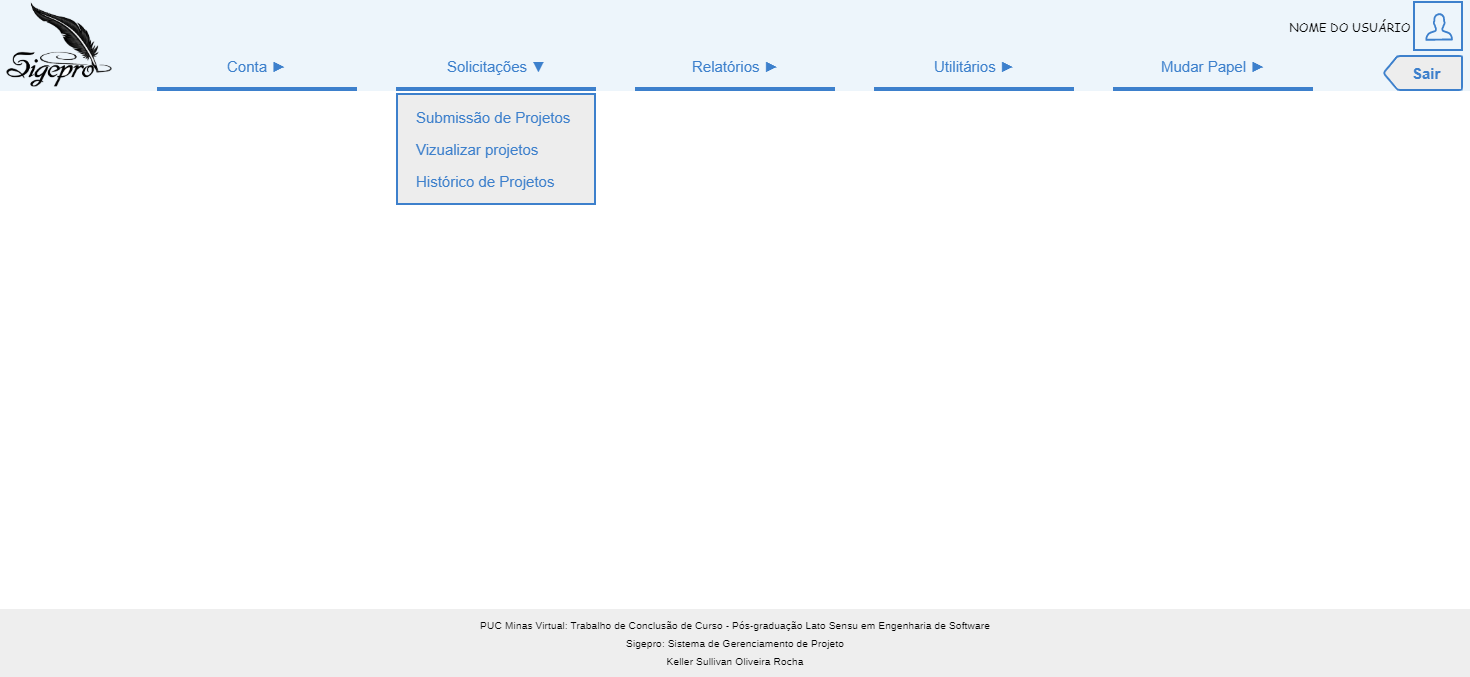 Sigepro
NOME DO USUÁRIO
Conta ►
Solicitações ▼
Relatórios ►
Utilitários ►
Mudar Papel ►
Sair
Submissão de Projetos
Vizualizar projetos
Histórico de Projetos
PUC Minas Virtual: Trabalho de Conclusão de Curso - Pós-graduação Lato Sensu em Engenharia de Software
Sigepro: Sistema de Gerenciamento de Projeto
Keller Sullivan Oliveira Rocha